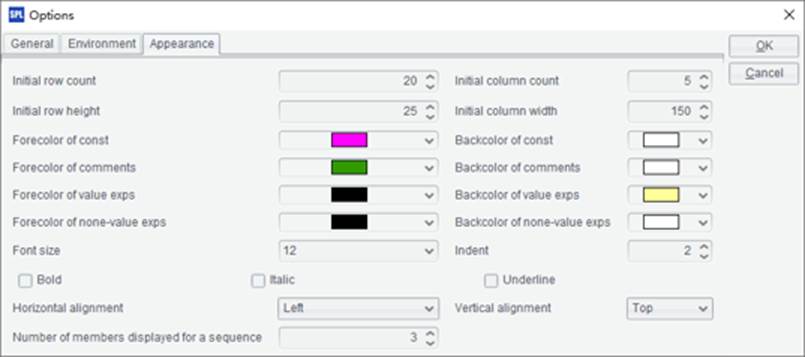 SPL Options
General Environment Appearance
OK
Cancel
Initial row count 20 Initial column count 5
Initial row height 25 Initial column width 150
Forecolor of const Backcolor of const
Forecolor of comments Backcolor of comments
Forecolor of value exps Backcolor of value exps
Forecolor of none-value exps Backcolor of none-value exps
Font size 12 Indent 2
Bold Italic Underline
Horizontal alignment Left Vertical alignment Top
Number of members displayed for a sequence 3